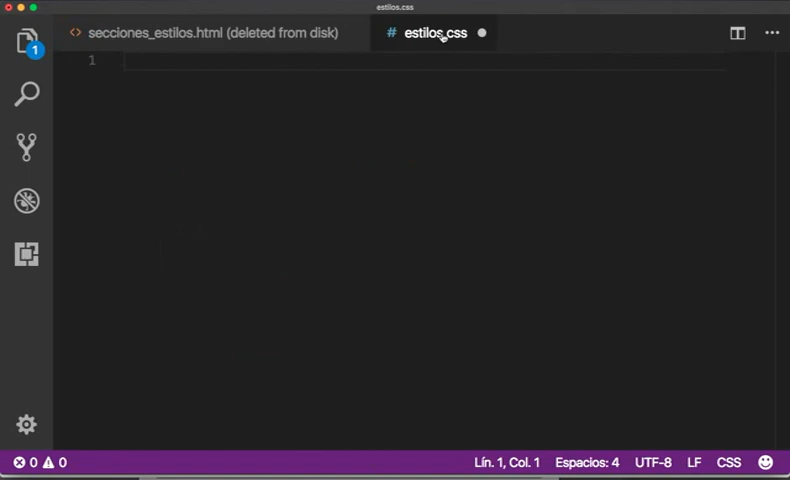 estilos.css
<> secciones_estilos.html (deleted from disk)
# estilos.css
1
1
0 0
Lín. 1, Col. 1
Espacios: 4
UTF-8
LF
CSS